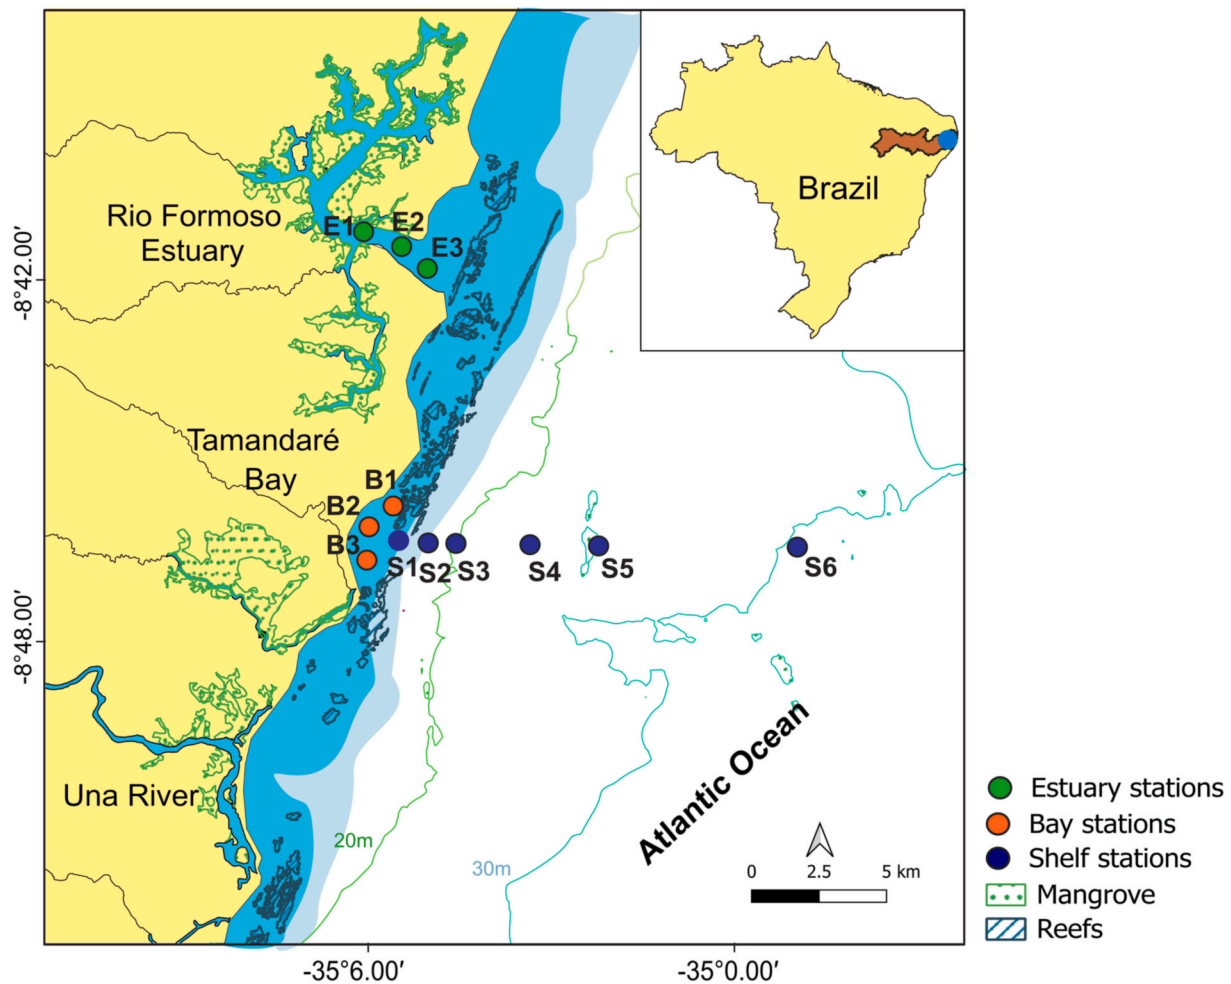 Brazil
Rio Formoso
Estuary
E1
E2
E3
-8°42.00′
Tamandaré
Bay
B1
B2
B3
S1
S2
S3
S4
S5
S6
-8°48.00′
Una River
Atlantic Ocean
20m
30m
0 2.5 5 km
Estuary stations
Bay stations
Shelf stations
Mangrove
Reefs
-35°6.00′
-35°0.00′